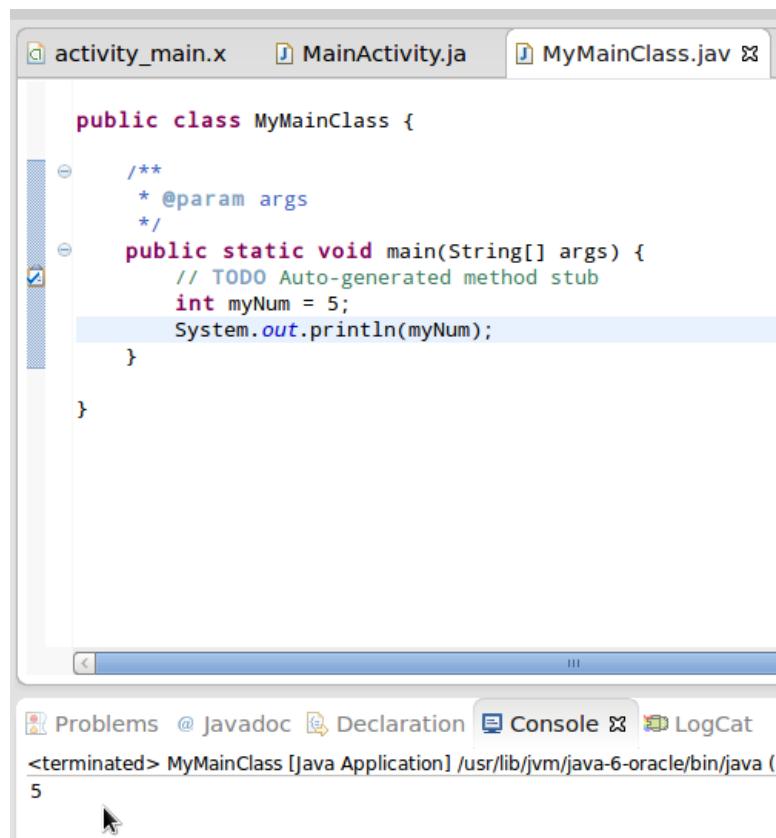 activity_main.x MainActivity.ja MyMainClass.jav
public class MyMainClass {
/**
* @param args
*/
public static void main(String[] args) {
// TODO Auto-generated method stub
int myNum = 5;
System.out.println(myNum);
}
}
Problems @ Javadoc Declaration Console LogCat
<terminated> MyMainClass [Java Application] /usr/lib/jvm/java-6-oracle/bin/java (
5